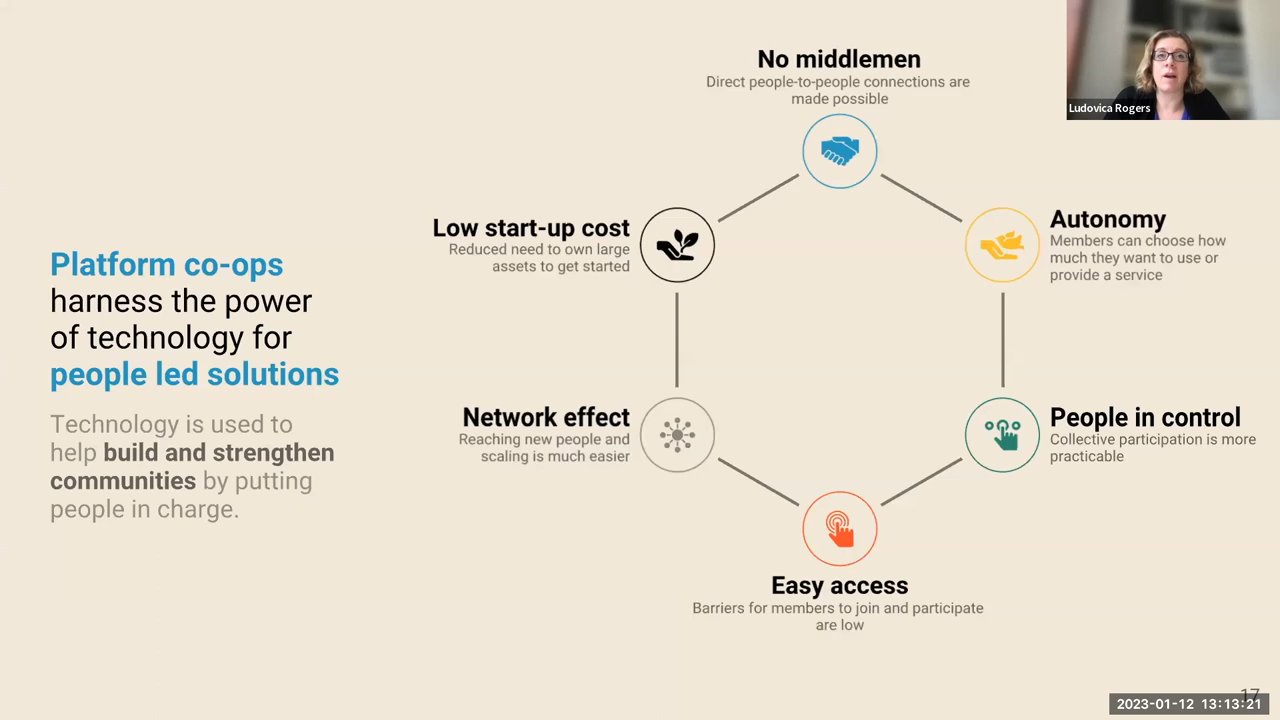 Platform co-ops
harness the power
of technology for
people led solutions
Technology is used to
help build and strengthen
communities by putting
people in charge.
No middlemen
Direct people-to-people connections are
made possible
Low start-up cost
Reduced need to own large
assets to get started
Autonomy
Members can choose how
much they want to use or
provide a service
Network effect
Reaching new people and
scaling is much easier
People in control
Collective participation is more
practicable
Easy access
Barriers for members to join and participate
are low
Ludovica Rogers
17
2023-01-12 13:13:21